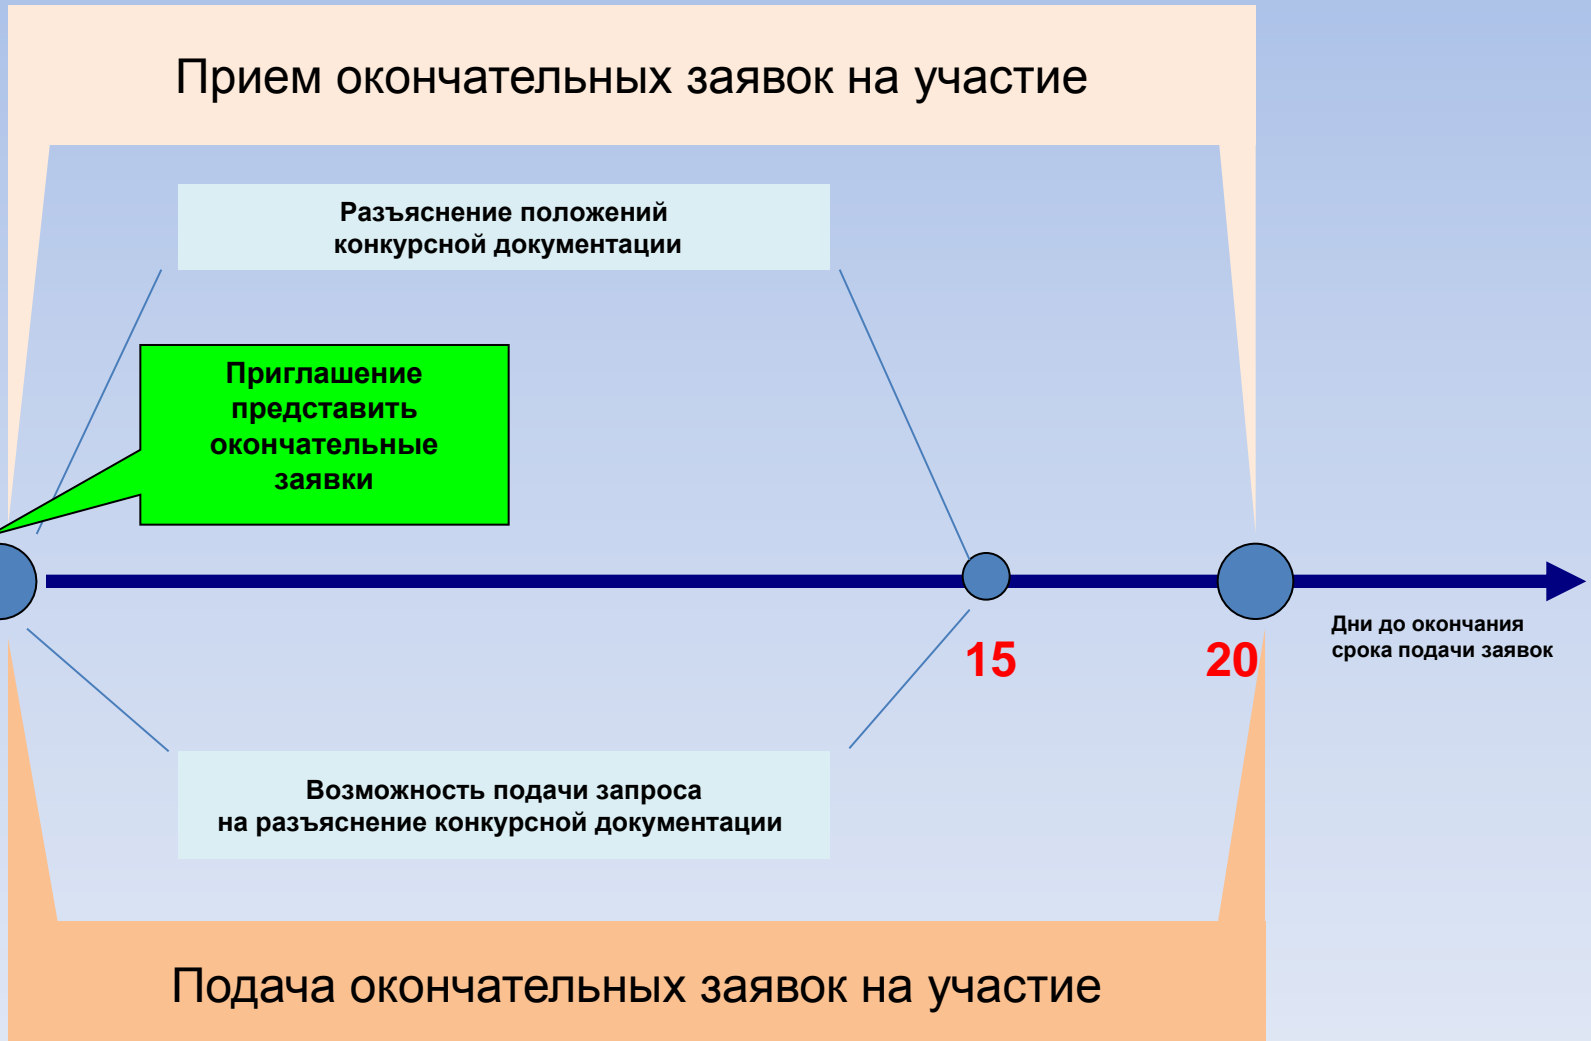 Прием окончательных заявок на участие
Разъяснение положений
конкурсной документации
Приглашение
представить
окончательные
заявки
15
20
Дни до окончания
срока подачи заявок
Возможность подачи запроса
на разъяснение конкурсной документации
Подача окончательных заявок на участие